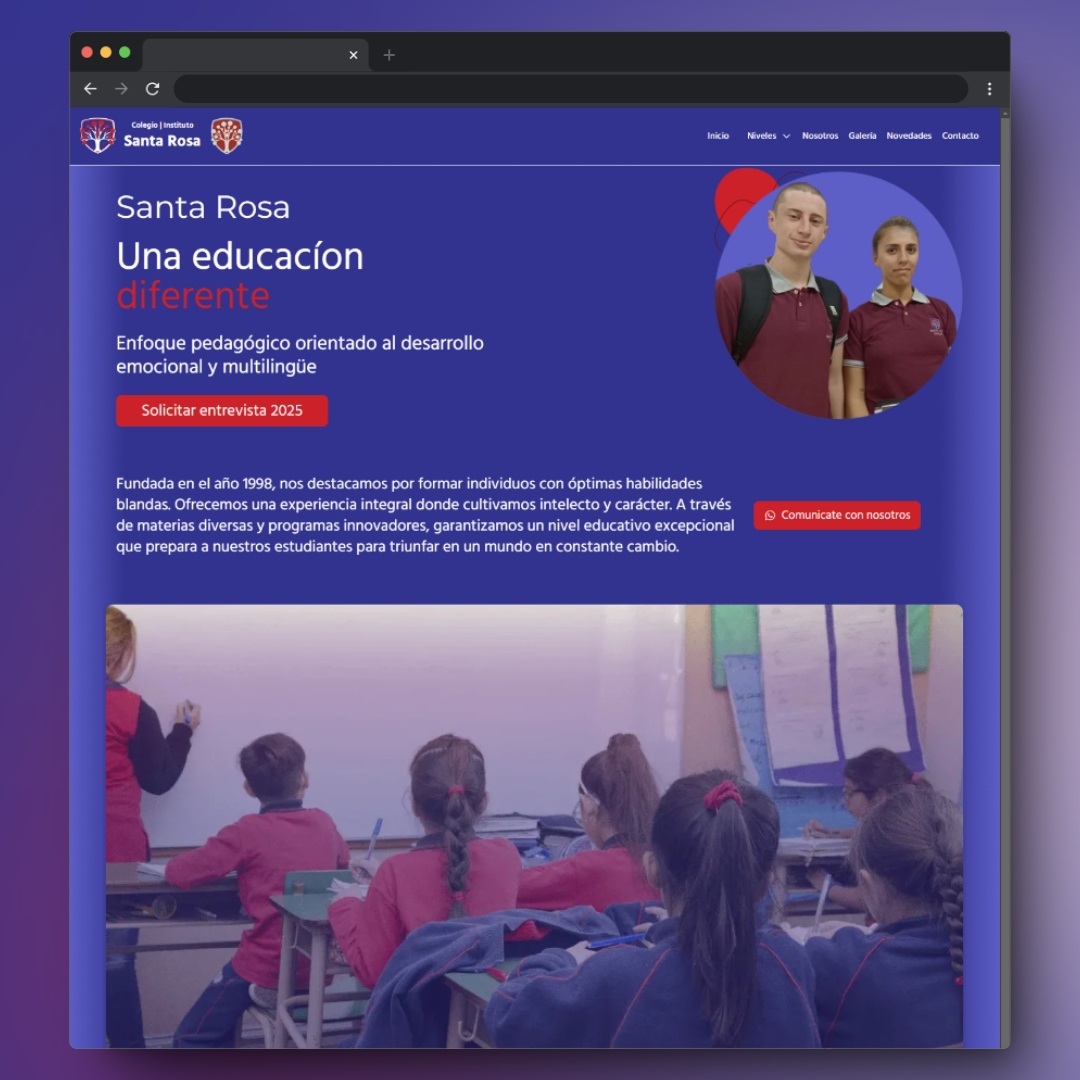 Colegio | Instituto
Santa Rosa
Inicio Niveles Nosotros Galería Novedades Contacto
Santa Rosa
Una educacíon
diferente
Enfoque pedagógico orientado al desarrollo
emocional y multilingüe
Solicitar entrevista 2025
Fundada en el año 1998, nos destacamos por formar individuos con óptimas habilidades
blandas. Ofrecemos una experiencia integral donde cultivamos intelecto y carácter. A través
de materias diversas y programas innovadores, garantizamos un nivel educativo excepcional
que prepara a nuestros estudiantes para triunfar en un mundo en constante cambio.
Comunicate con nosotros